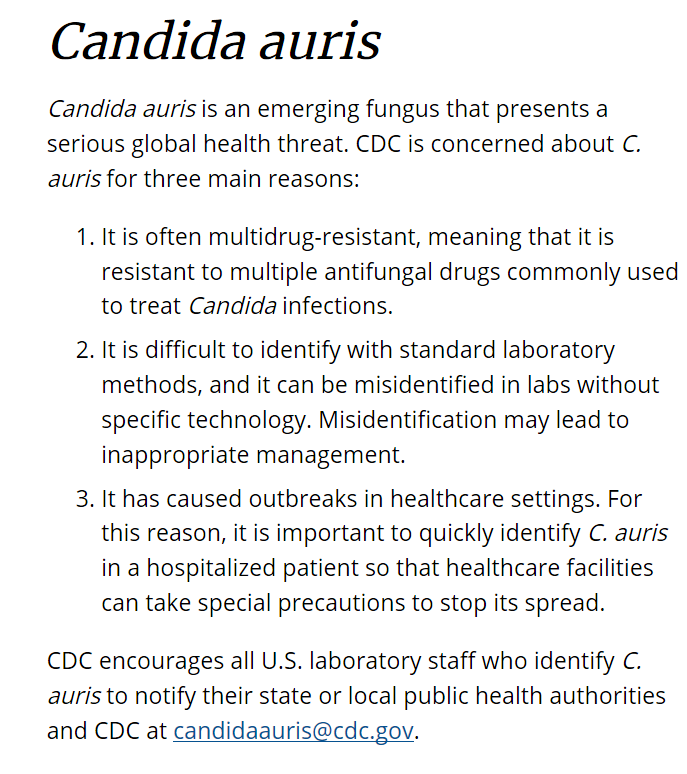 Candida auris
Candida auris is an emerging fungus that presents a
serious global health threat. CDC is concerned about C.
auris for three main reasons:
1. It is often multidrug-resistant, meaning that it is
resistant to multiple antifungal drugs commonly used
to treat Candida infections.
2. It is difficult to identify with standard laboratory
methods, and it can be misidentified in labs without
specific technology. Misidentification may lead to
inappropriate management.
3. It has caused outbreaks in healthcare settings. For
this reason, it is important to quickly identify C. auris
in a hospitalized patient so that healthcare facilities
can take special precautions to stop its spread.
CDC encourages all U.S. laboratory staff who identify C.
auris to notify their state or local public health authorities
and CDC at candidaauris@cdc.gov.